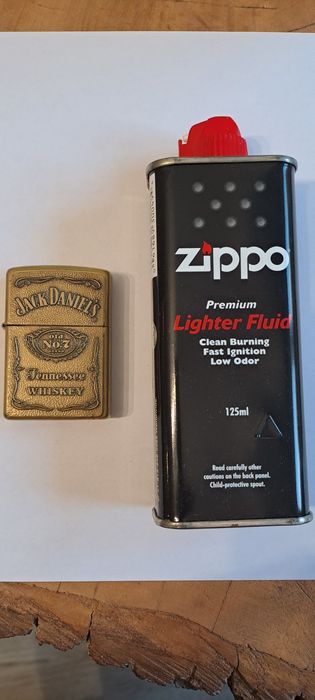 JACK DANIEL'S
OLD
No.7
Tennessee
WHISKEY
zippo
Premium
Lighter Fluid
Clean Burning
Fast Ignition
Low Odor
125ml
Read carefully other
cautions on the back panel.
Child-protective spout.